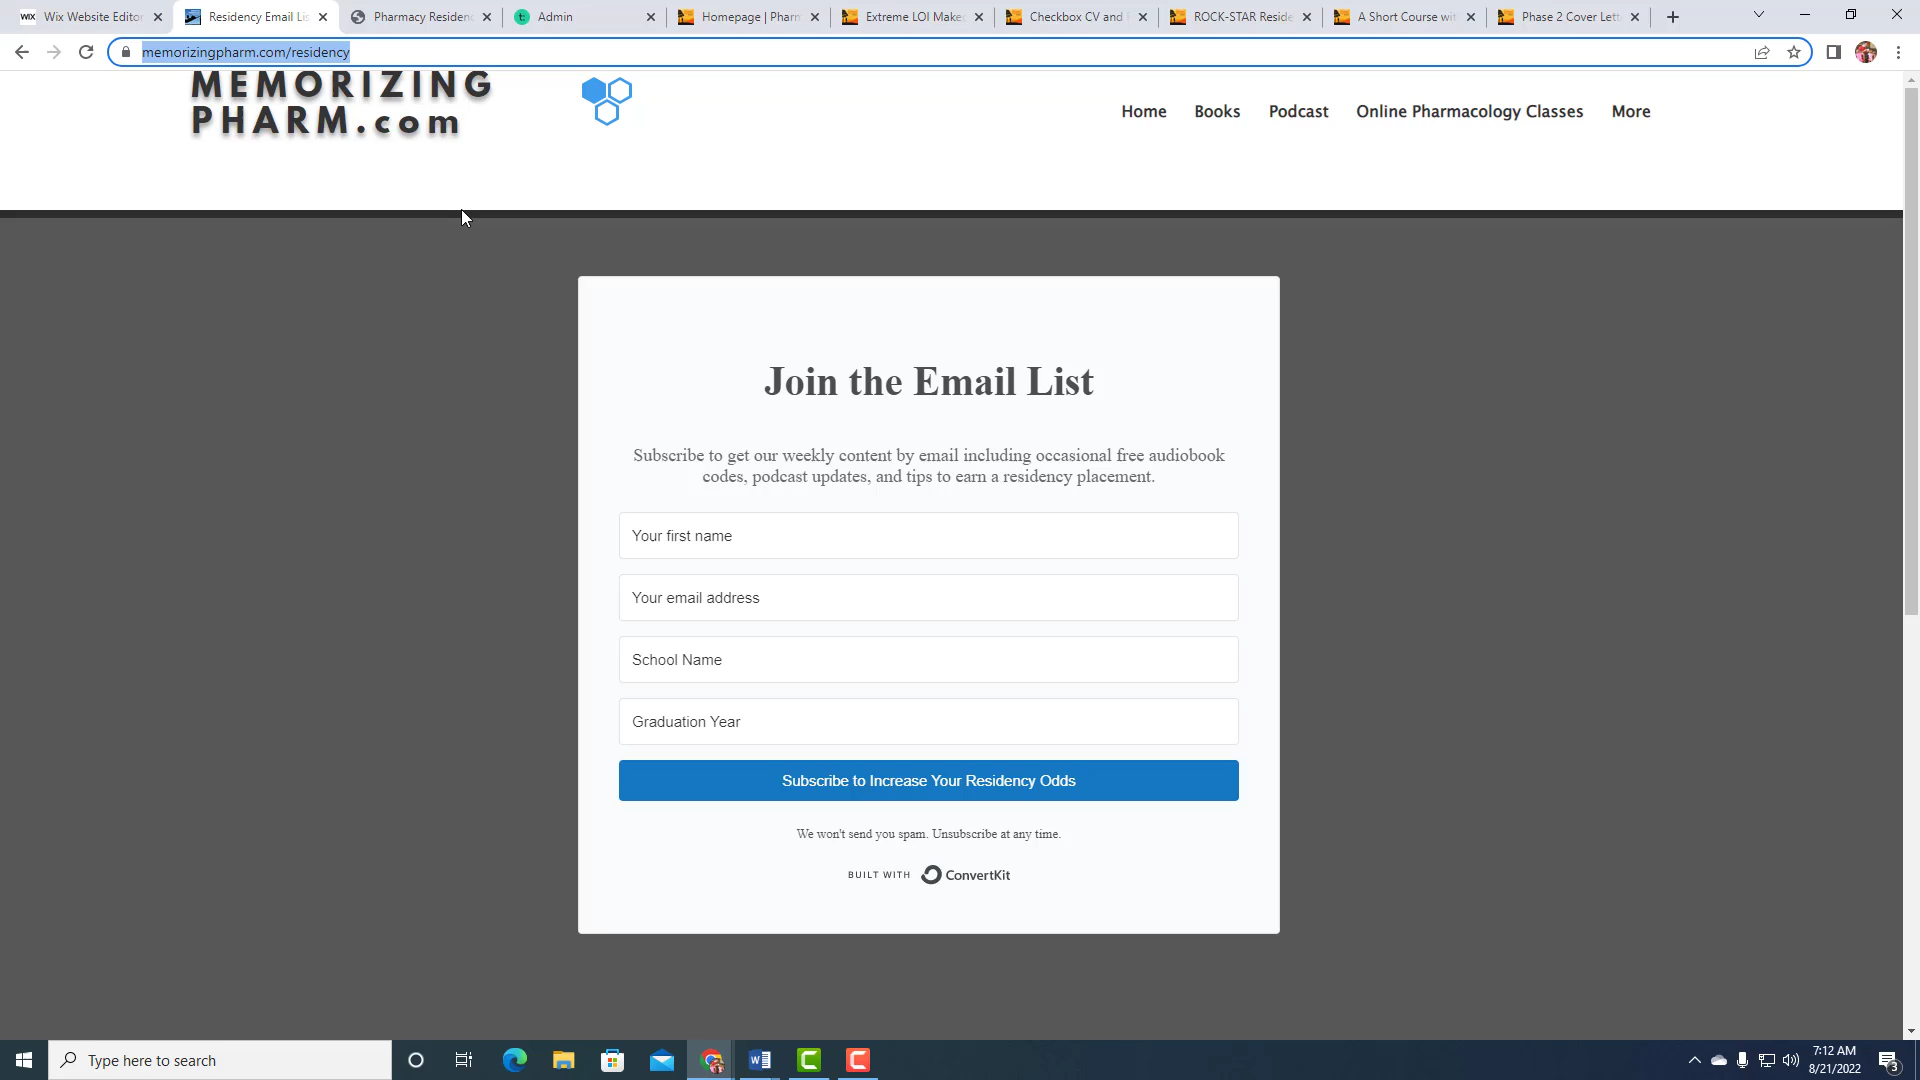 WIX Wix Website Editor
Residency Email Lis
Pharmacy Residenc
t: Admin
Homepage | Pharm
Extreme LOI Make
Checkbox CV and
ROCK-STAR Reside
A Short Course wit
Phase 2 Cover Lett
memorizingpharm.com/residency
MEMORIZING
PHARM.com
Home Books Podcast Online Pharmacology Classes More
Join the Email List
Subscribe to get our weekly content by email including occasional free audiobook
codes, podcast updates, and tips to earn a residency placement.
Your first name
Your email address
School Name
Graduation Year
Subscribe to Increase Your Residency Odds
We won't send you spam. Unsubscribe at any time.
BUILT WITH ConvertKit
Type here to search
7:12 AM
8/21/2022
3